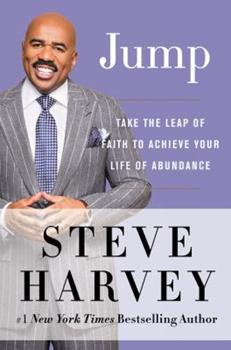 Jump
TAKE THE LEAP OF
FAITH TO ACHIEVE YOUR
LIFE OF ABUNDANCE
STEVE
HARVEY
#1 New York Times Bestselling Author